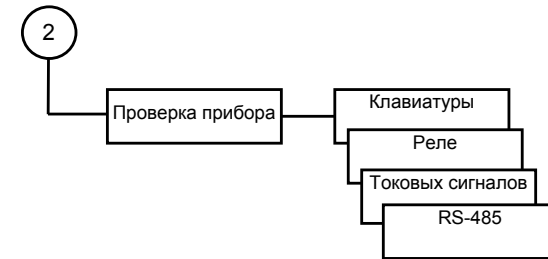 2
Проверка прибора
Клавиатуры
Реле
Токовых сигналов
RS-485